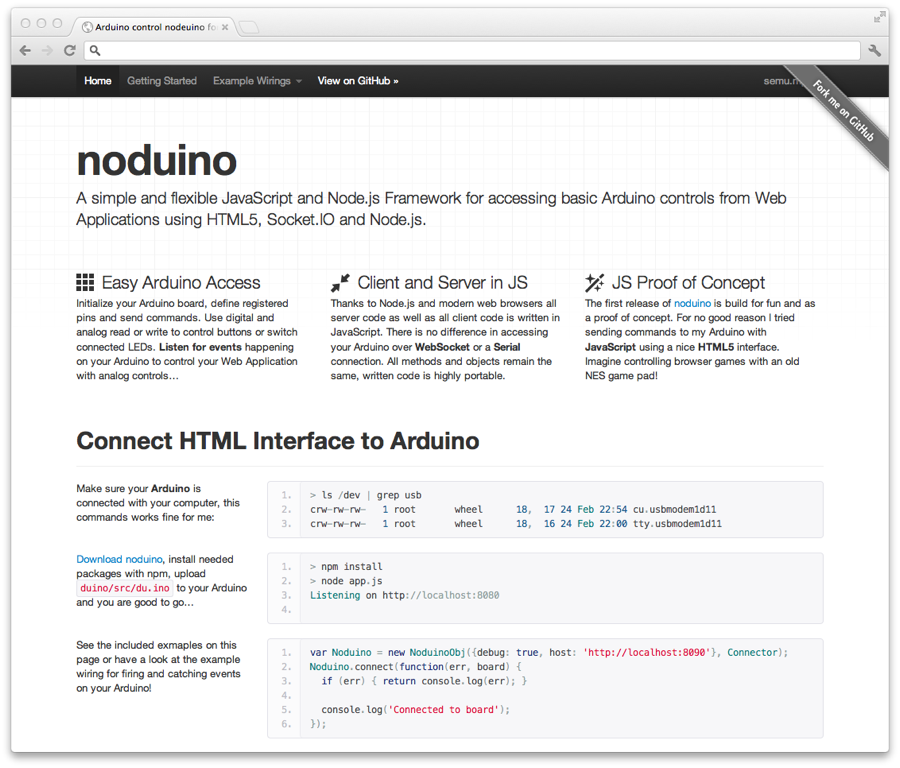 Arduino control nodeuino fo
Home Getting Started Example Wirings View on GitHub »
Fork me on GitHub
noduino
A simple and flexible JavaScript and Node.js Framework for accessing basic Arduino controls from Web
Applications using HTML5, Socket.IO and Node.js.
Easy Arduino Access
Initialize your Arduino board, define registered
pins and send commands. Use digital and
analog read or write to control buttons or switch
connected LEDs. Listen for events happening
on your Arduino to control your Web Application
with analog controls…
Client and Server in JS
Thanks to Node.js and modern web browsers all
server code as well as all client code is written in
JavaScript. There is no difference in accessing
your Arduino over WebSocket or a Serial
connection. All methods and objects remain the
same, written code is highly portable.
JS Proof of Concept
The first release of noduino is build for fun and as
a proof of concept. For no good reason I tried
sending commands to my Arduino with
JavaScript using a nice HTML5 interface.
Imagine controlling browser games with an old
NES game pad!
Connect HTML Interface to Arduino
Make sure your Arduino is
connected with your computer, this
commands works fine for me:
1. > ls /dev | grep usb
2. crw-rw-rw- 1 root wheel 18, 17 24 Feb 22:54 cu.usbmodem1d11
3. crw-rw-rw- 1 root wheel 18, 16 24 Feb 22:00 tty.usbmodem1d11
Download noduino, install needed
packages with npm, upload
duino/src/du.ino to your Arduino
and you are good to go…
1. > npm install
2. > node app.js
3. Listening on http://localhost:8080
4.
See the included exmaples on this
page or have a look at the example
wiring for firing and catching events
on your Arduino!
1. var Noduino = new NoduinoObj({debug: true, host: 'http://localhost:8090'}, Connector);
2. Noduino.connect(function(err, board) {
3. if (err) { return console.log(err); }
4.
5. console.log('Connected to board');
6. });